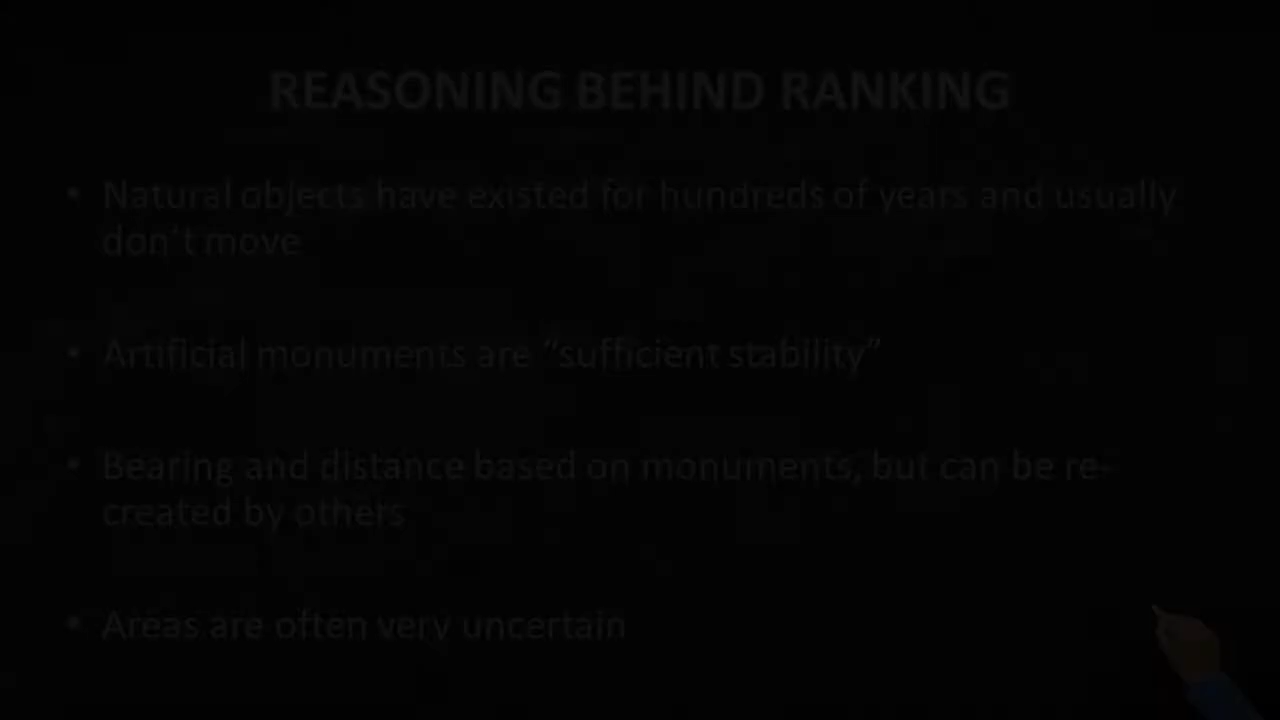 REASONING BEHIND RANKING
• Natural objects have existed for hundreds of years and usually
don't move
• Artificial monuments are “sufficient stability”
• Bearing and distance based on monuments, but can be re-
created by others
• Areas are often very uncertain